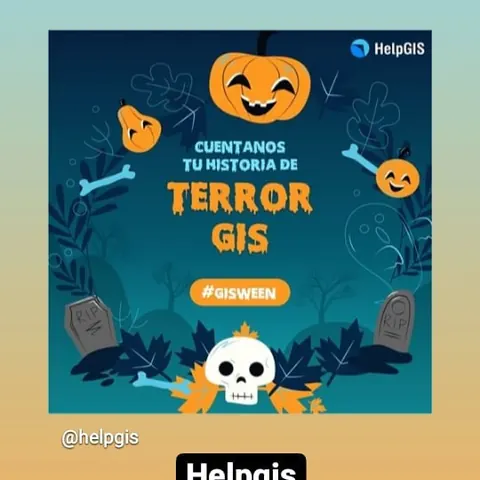 HelpGIS
CUENTANOS
TU HISTORIA DE
TERROR
GIS
#GISWEEN
RIP
RIP
@helpgis
Helpgis